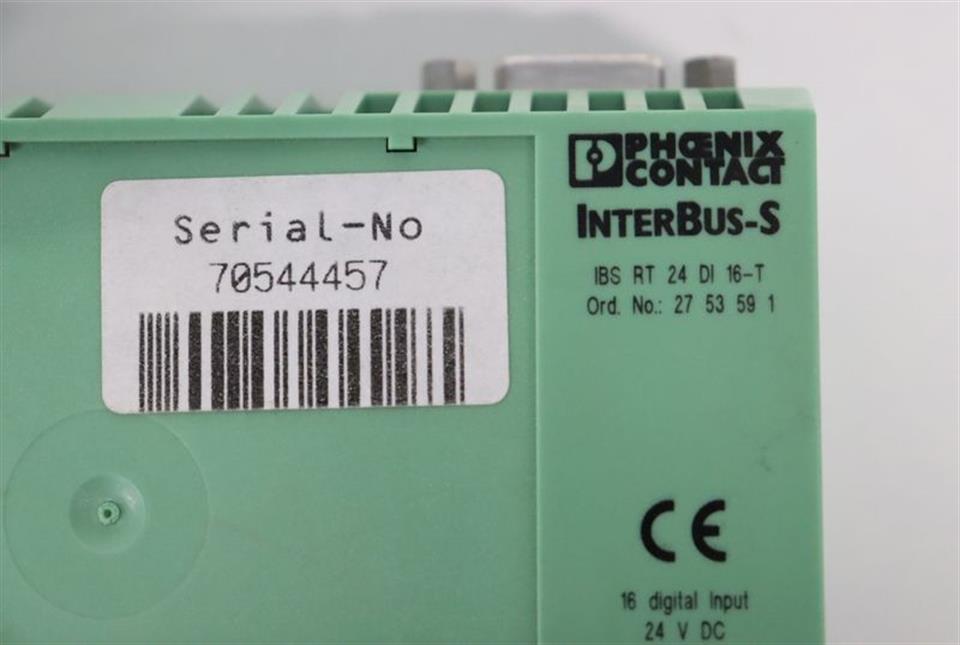 Serial-No
70544457
PHŒNIX
CONTACT
INTERBUS-S
IBS RT 24 DI 16-T
Ord. No.: 27 53 59 1
CE
16 digital Input
24 V DC